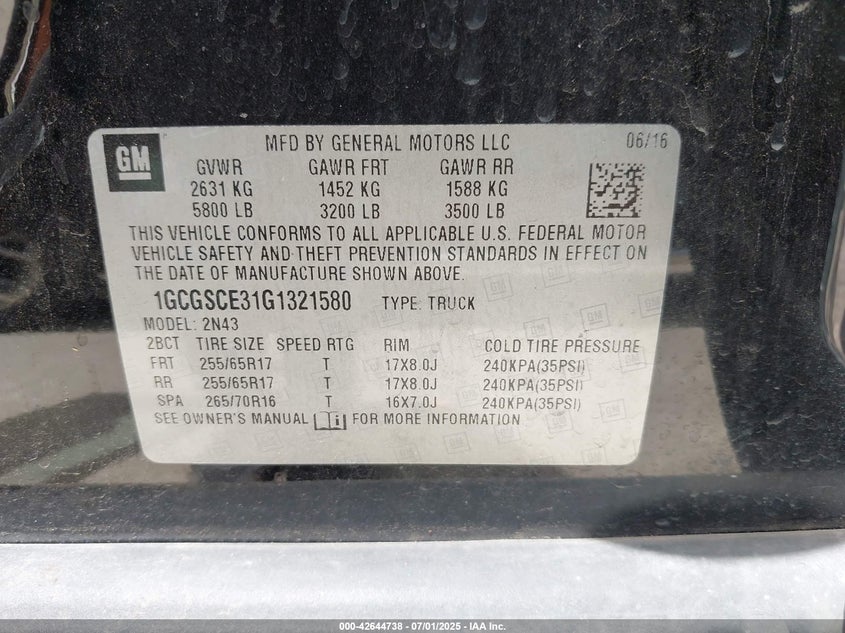 GM
MFD BY GENERAL MOTORS LLC 06/16
GVWR GAWR FRT GAWR RR
2631 KG 1452 KG 1588 KG
5800 LB 3200 LB 3500 LB
THIS VEHICLE CONFORMS TO ALL APPLICABLE U.S. FEDERAL MOTOR
VEHICLE SAFETY AND THEFT PREVENTION STANDARDS IN EFFECT ON
THE DATE OF MANUFACTURE SHOWN ABOVE.
1GCGSCE31G1321580 TYPE: TRUCK
MODEL: 2N43
2BCT TIRE SIZE SPEED RTG RIM COLD TIRE PRESSURE
FRT 255/65R17 T 17X8.0J 240KPA(35PSI)
RR 255/65R17 T 17X8.0J 240KPA(35PSI)
SPA 265/70R16 T 16X7.0J 240KPA(35PSI)
SEE OWNER'S MANUAL FOR MORE INFORMATION
000-42644738 - 07/01/2025 - IAA Inc.